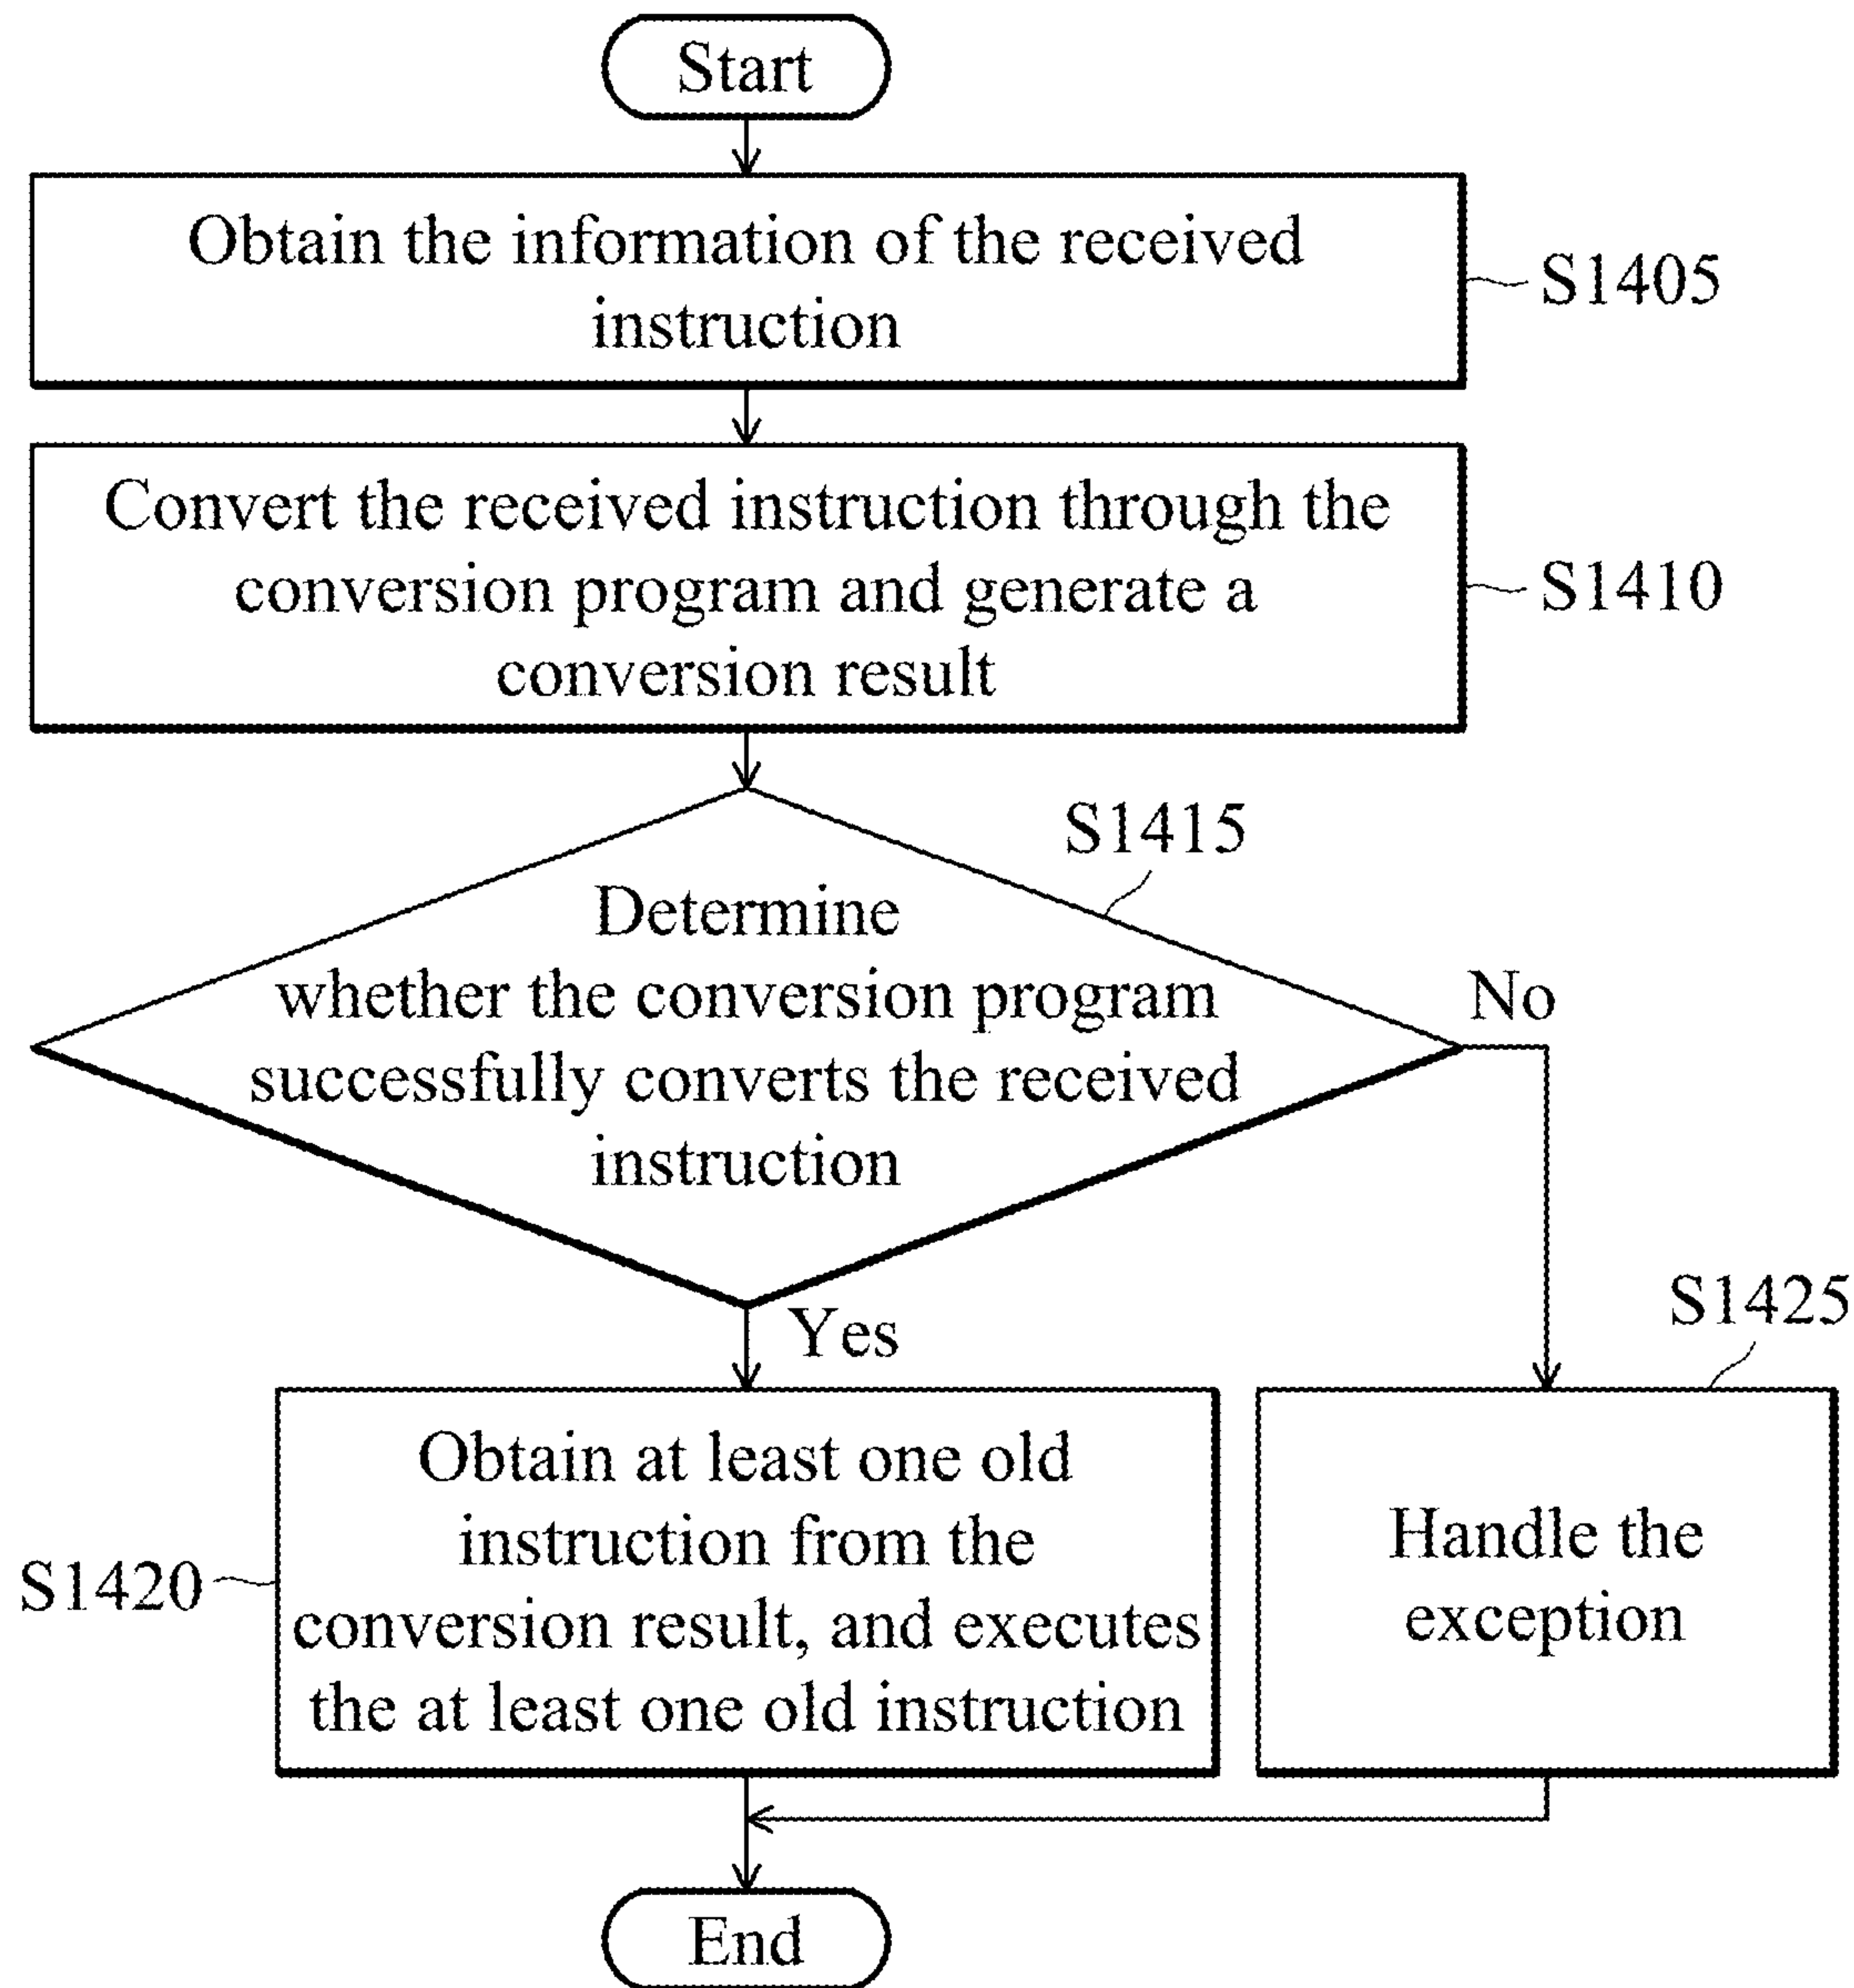 Start
Obtain the information of the received
instruction
S1405
Convert the received instruction through the
conversion program and generate a
conversion result
S1410
S1415
Determine
whether the conversion program
successfully converts the received
instruction
No
Yes
S1425
Obtain at least one old
instruction from the
conversion result, and executes
the at least one old instruction
S1420
Handle the
exception
End